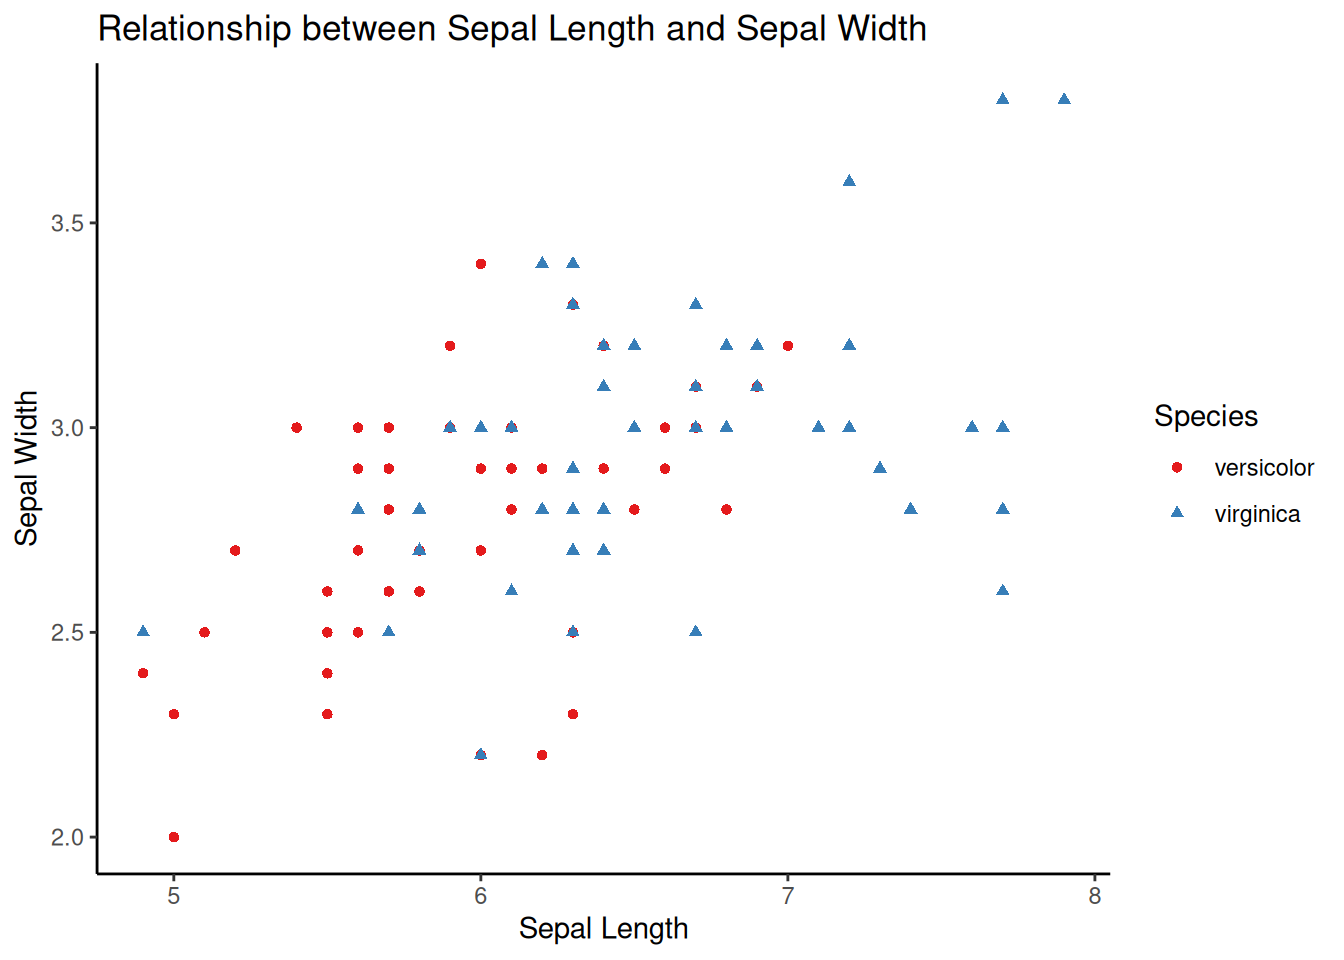 Relationship between Sepal Length and Sepal Width
3.5
3.0
2.5
2.0
Sepal Width
5 6 7 8
Sepal Length
Species
versicolor
virginica